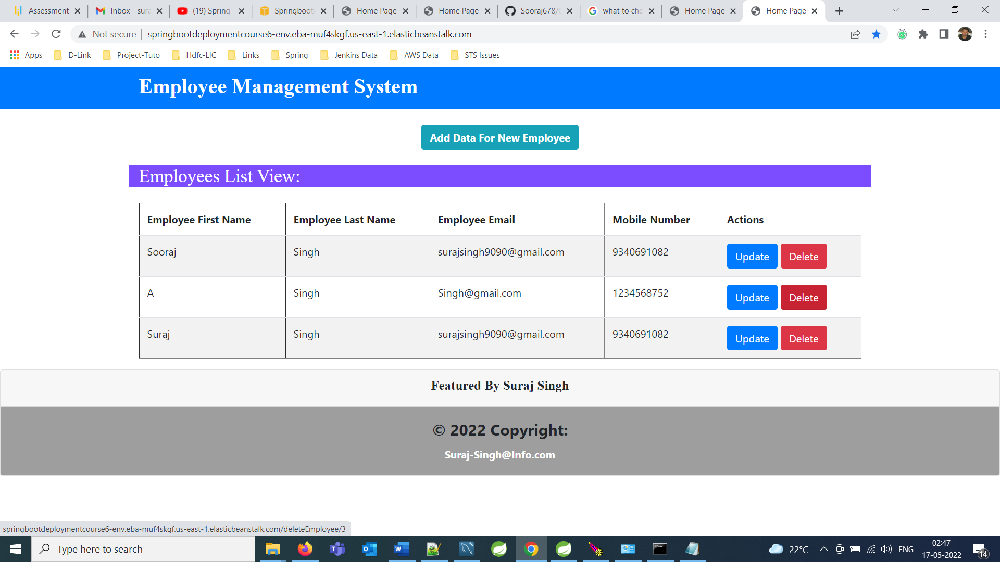 Assessment
Inbox - sura
(19) Spring
Springboot
Home Page
Home Page
Sooraj678/
what to cho
Home Page
Home Page
Not secure
springbootdeploymentcourse6-env.eba-muf4skgf.us-east-1.elasticbeanstalk.com
Apps
D-Link
Project-Tuto
Hdfc-LIC
Links
Spring
Jenkins Data
AWS Data
STS Issues
Employee Management System
Add Data For New Employee
Employees List View:
Employee First Name Employee Last Name Employee Email Mobile Number Actions
Sooraj Singh surajsingh9090@gmail.com 9340691082 Update Delete
A Singh Singh@gmail.com 1234568752 Update Delete
Suraj Singh surajsingh9090@gmail.com 9340691082 Update Delete
Featured By Suraj Singh
© 2022 Copyright:
Suraj-Singh@Info.com
springbootdeploymentcourse6-env.eba-muf4skgf.us-east-1.elasticbeanstalk.com/deleteEmployee/3
Type here to search
22°C
ENG
02:47
17-05-2022
14